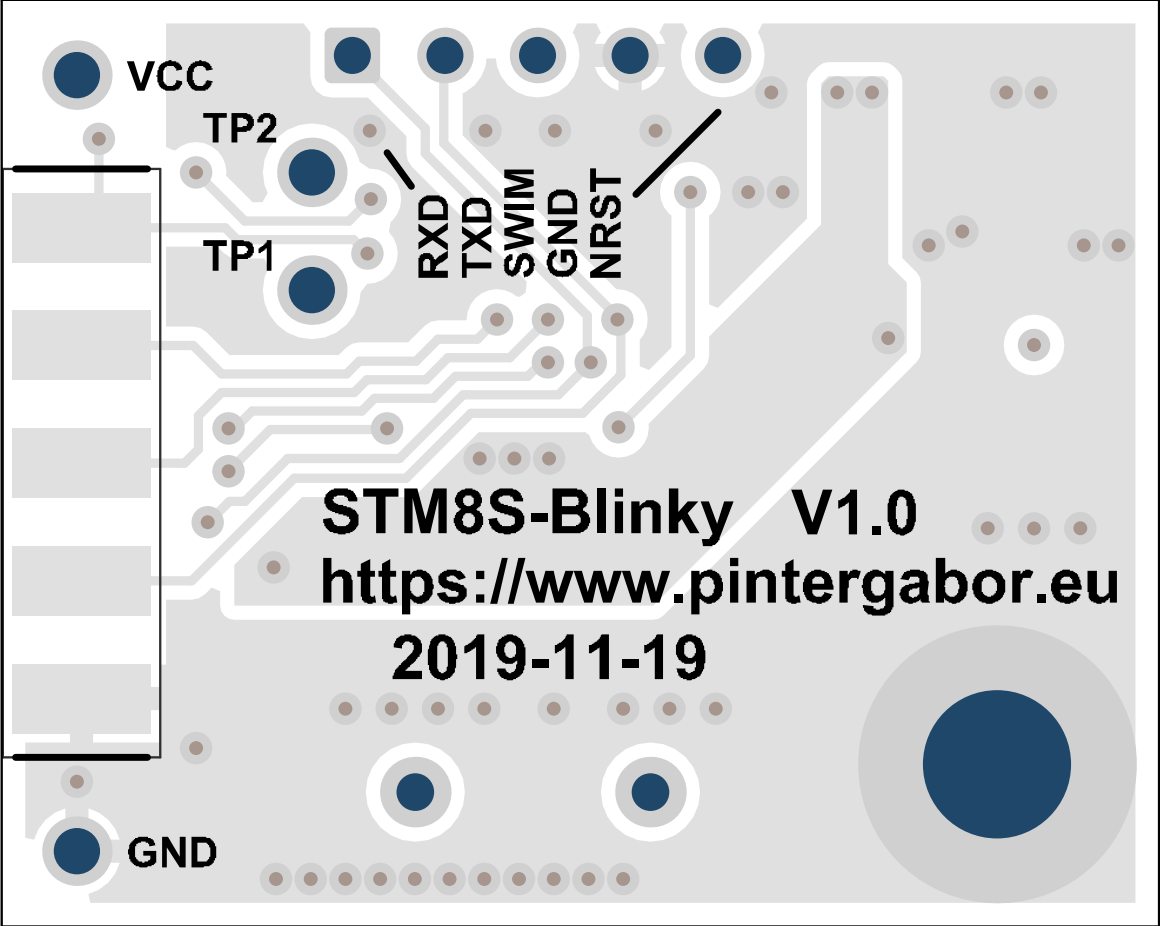 VCC
TP2
TP1
RXD
TXD
SWIM
GND
NRST
STM8S-Blinky V1.0
https://www.pintergabor.eu
2019-11-19
GND